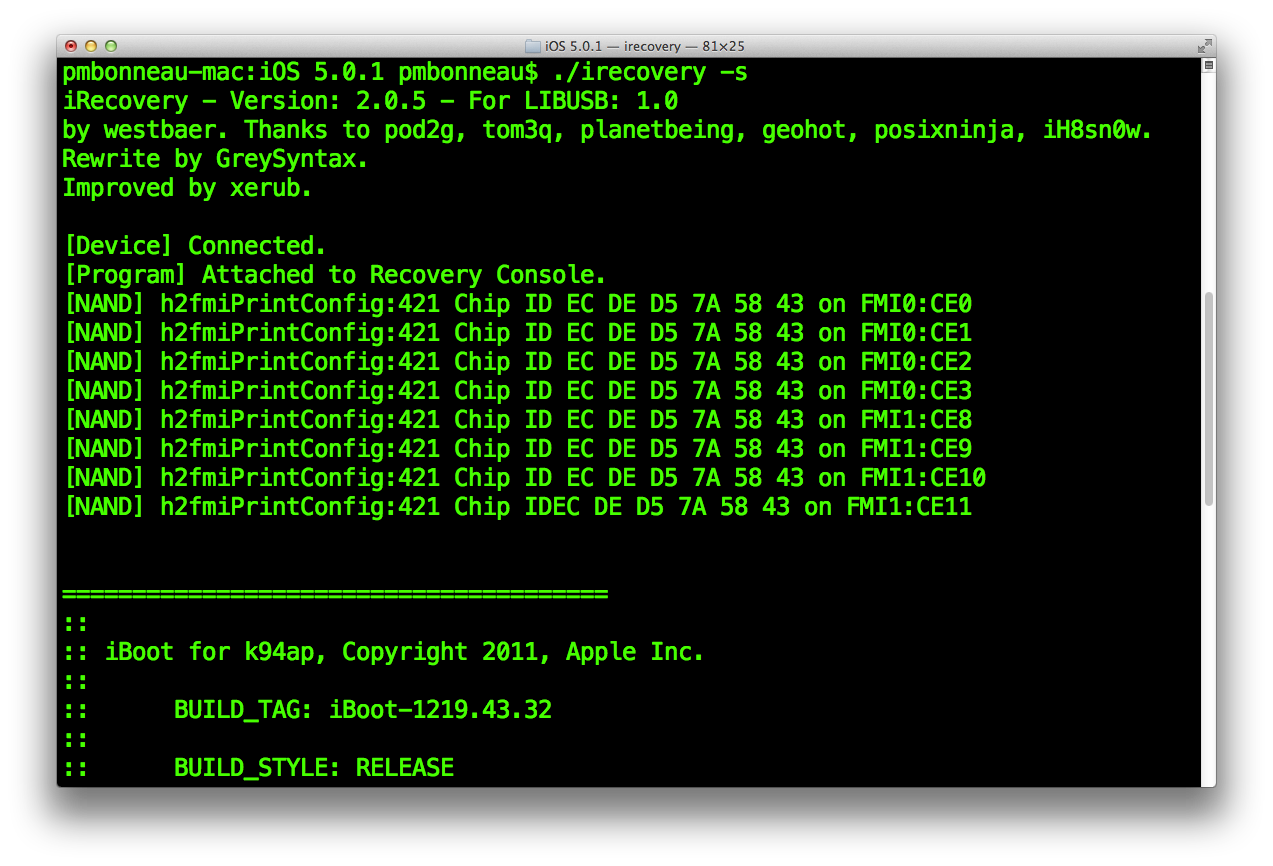 iOS 5.0.1 — irecovery — 81×25
pmbonneau-mac:iOS 5.0.1 pmbonneau$ ./irecovery -s
iRecovery - Version: 2.0.5 - For LIBUSB: 1.0
by westbaer. Thanks to pod2g, tom3q, planetbeing, geohot, posixninja, iH8sn0w.
Rewrite by GreySyntax.
Improved by xerub.
[Device] Connected.
[Program] Attached to Recovery Console.
[NAND] h2fmiPrintConfig:421 Chip ID EC DE D5 7A 58 43 on FMI0:CE0
[NAND] h2fmiPrintConfig:421 Chip ID EC DE D5 7A 58 43 on FMI0:CE1
[NAND] h2fmiPrintConfig:421 Chip ID EC DE D5 7A 58 43 on FMI0:CE2
[NAND] h2fmiPrintConfig:421 Chip ID EC DE D5 7A 58 43 on FMI0:CE3
[NAND] h2fmiPrintConfig:421 Chip ID EC DE D5 7A 58 43 on FMI1:CE8
[NAND] h2fmiPrintConfig:421 Chip ID EC DE D5 7A 58 43 on FMI1:CE9
[NAND] h2fmiPrintConfig:421 Chip ID EC DE D5 7A 58 43 on FMI1:CE10
[NAND] h2fmiPrintConfig:421 Chip IDEC DE D5 7A 58 43 on FMI1:CE11
=======================================
::
:: iBoot for k94ap, Copyright 2011, Apple Inc.
::
::      BUILD_TAG: iBoot-1219.43.32
::
::      BUILD_STYLE: RELEASE